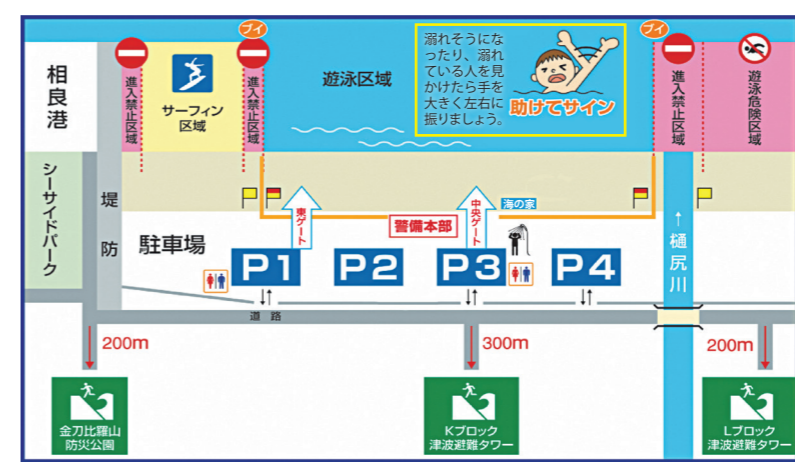 ブイ
ブイ
相良港
進入禁止区域
サーフィン
区域
進入禁止区域
遊泳区域
溺れそうにな
ったり、溺れ
ている人を見
かけたら手を
大きく左右に
振りましょう。
助けてサイン
進入禁止区域
遊泳危険区域
シーサイドパーク
堤防
駐車場
東ゲート
中央ゲート
海の家
警備本部
↑樋尻川
P1
P2
P3
P4
道路
200m
300m
200m
金刀比羅山
防災公園
Kブロック
津波避難タワー
Lブロック
津波避難タワー